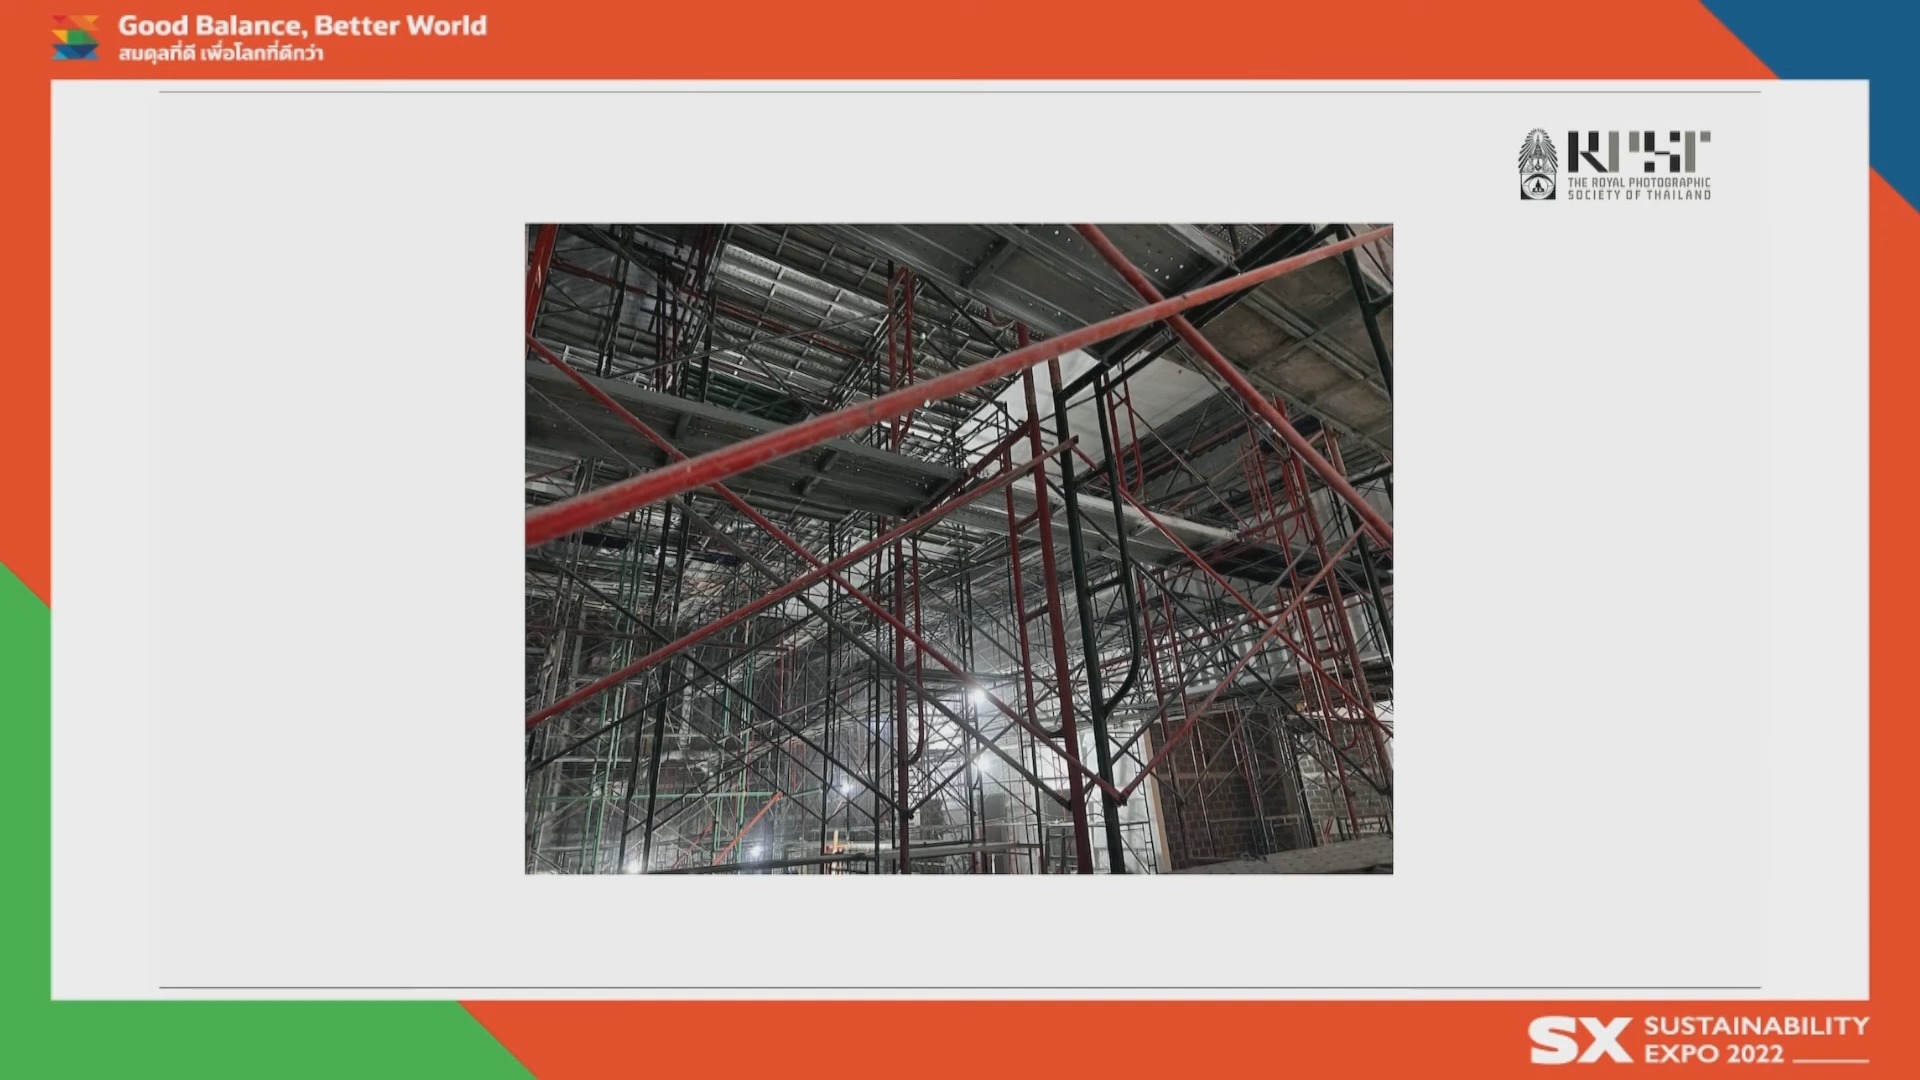 Good Balance, Better World
สมดุลที่ดี เพื่อโลกที่ดีกว่า
RPST
THE ROYAL PHOTOGRAPHIC
SOCIETY OF THAILAND
SX
SUSTAINABILITY
EXPO 2022